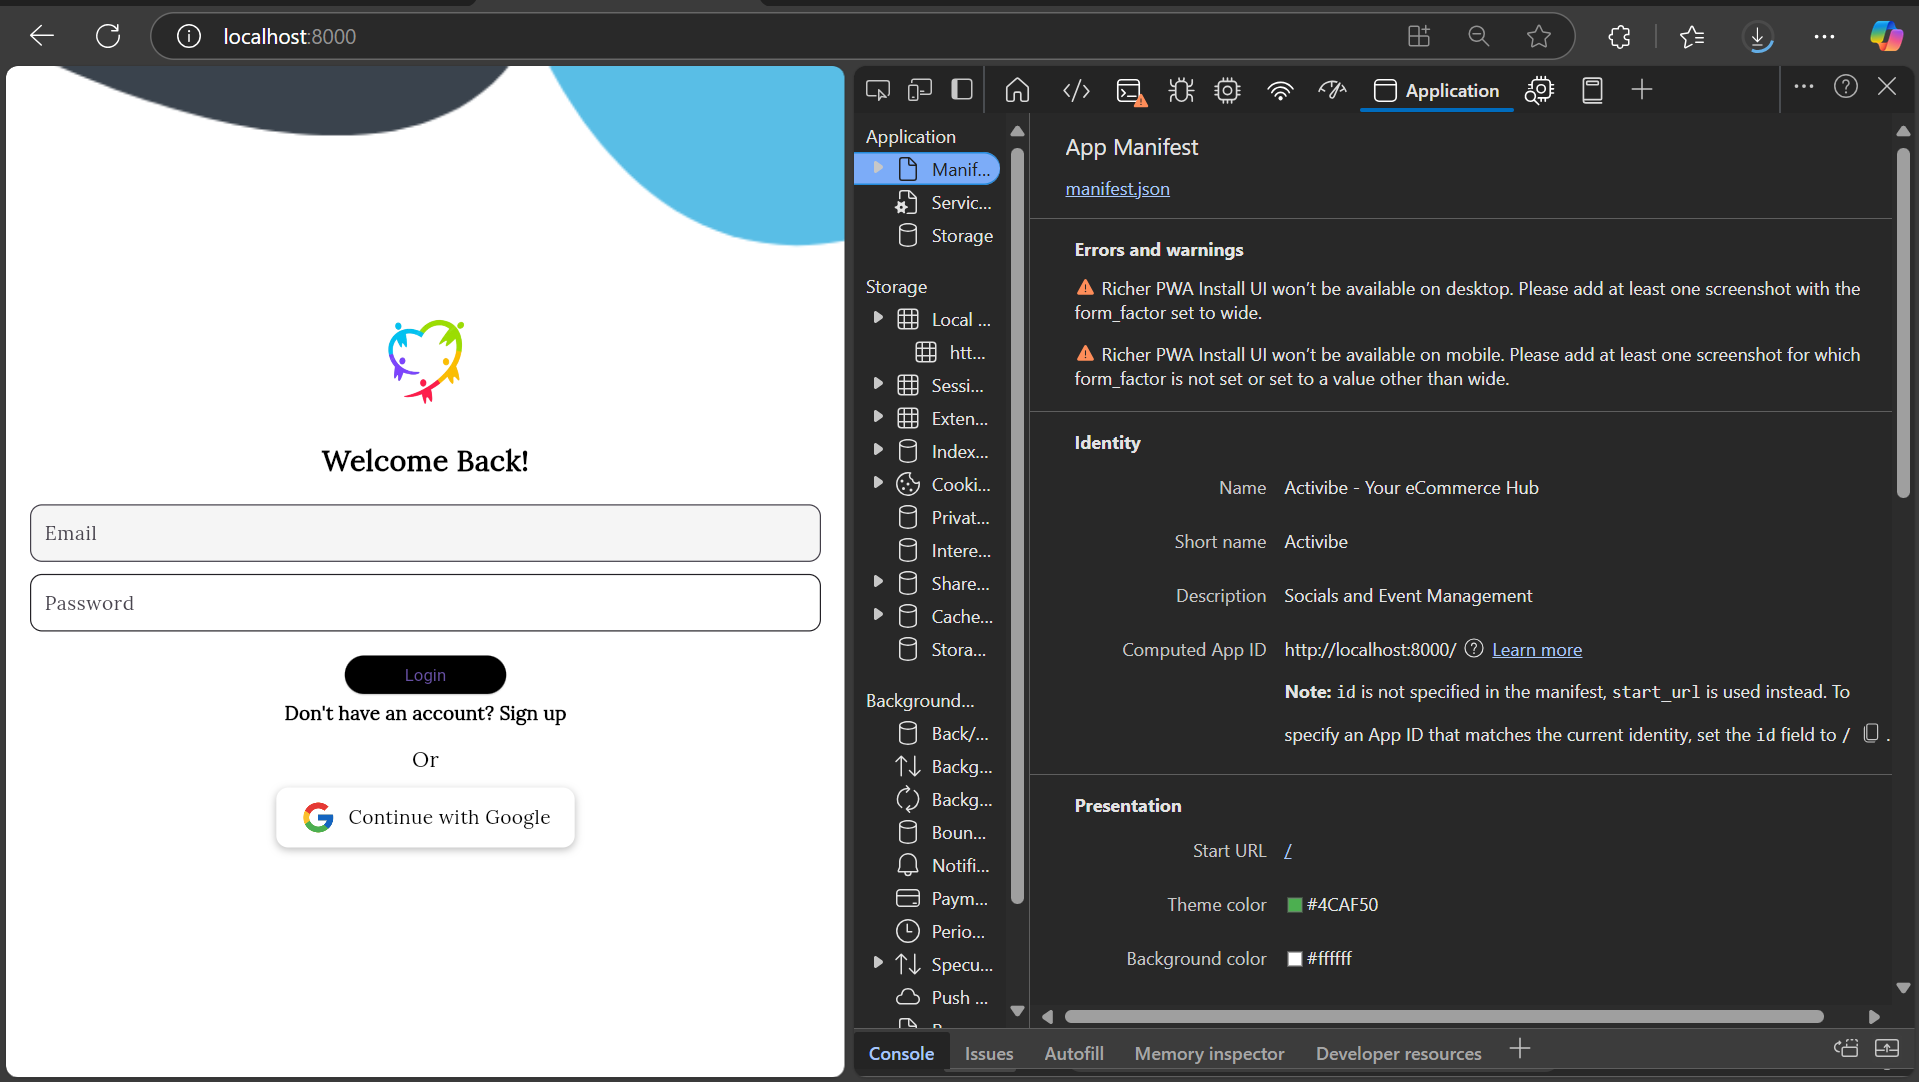 localhost:8000
Welcome Back!
Email
Password
Login
Don't have an account? Sign up
Or
Continue with Google
Application
Application
Manif...
Servic...
Storage
Storage
Local ...
htt...
Sessi...
Exten...
Index...
Cooki...
Privat...
Intere...
Share...
Cache...
Stora...
Background...
Back/...
Backg...
Backg...
Boun...
Notifi...
Paym...
Perio...
Specu...
Push ...
App Manifest
manifest.json
Errors and warnings
Richer PWA Install UI won’t be available on desktop. Please add at least one screenshot with the
form_factor set to wide.
Richer PWA Install UI won’t be available on mobile. Please add at least one screenshot for which
form_factor is not set or set to a value other than wide.
Identity
Name Activibe - Your eCommerce Hub
Short name Activibe
Description Socials and Event Management
Computed App ID http://localhost:8000/ Learn more
Note: id is not specified in the manifest, start_url is used instead. To
specify an App ID that matches the current identity, set the id field to / .
Presentation
Start URL /
Theme color #4CAF50
Background color #ffffff
Console Issues Autofill Memory inspector Developer resources